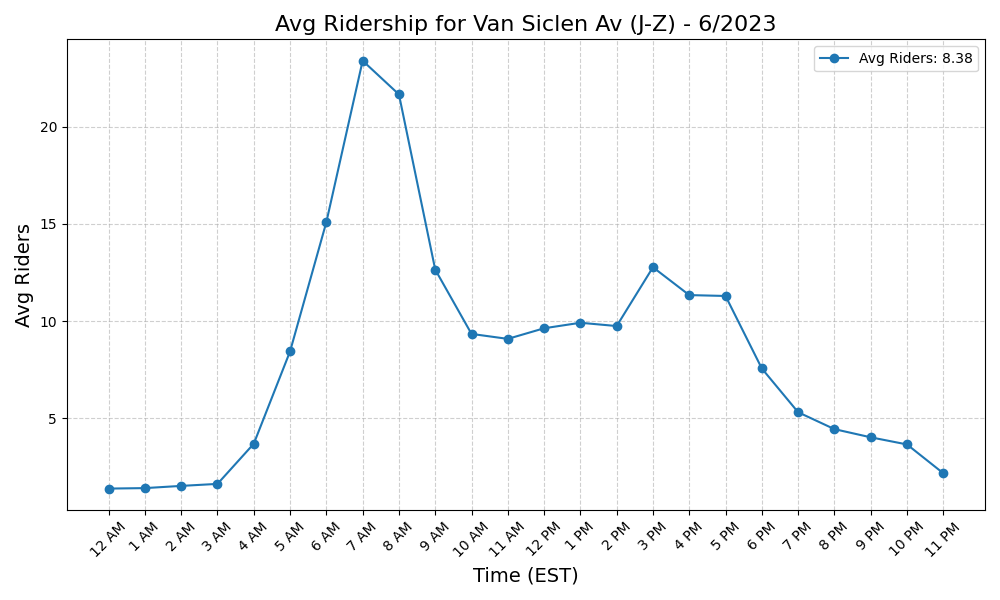 Avg Ridership for Van Siclen Av (J-Z) - 6/2023
Avg Riders: 8.38
Avg Riders
20
15
10
5
12 AM
1 AM
2 AM
3 AM
4 AM
5 AM
6 AM
7 AM
8 AM
9 AM
10 AM
11 AM
12 PM
1 PM
2 PM
3 PM
4 PM
5 PM
6 PM
7 PM
8 PM
9 PM
10 PM
11 PM
Time (EST)